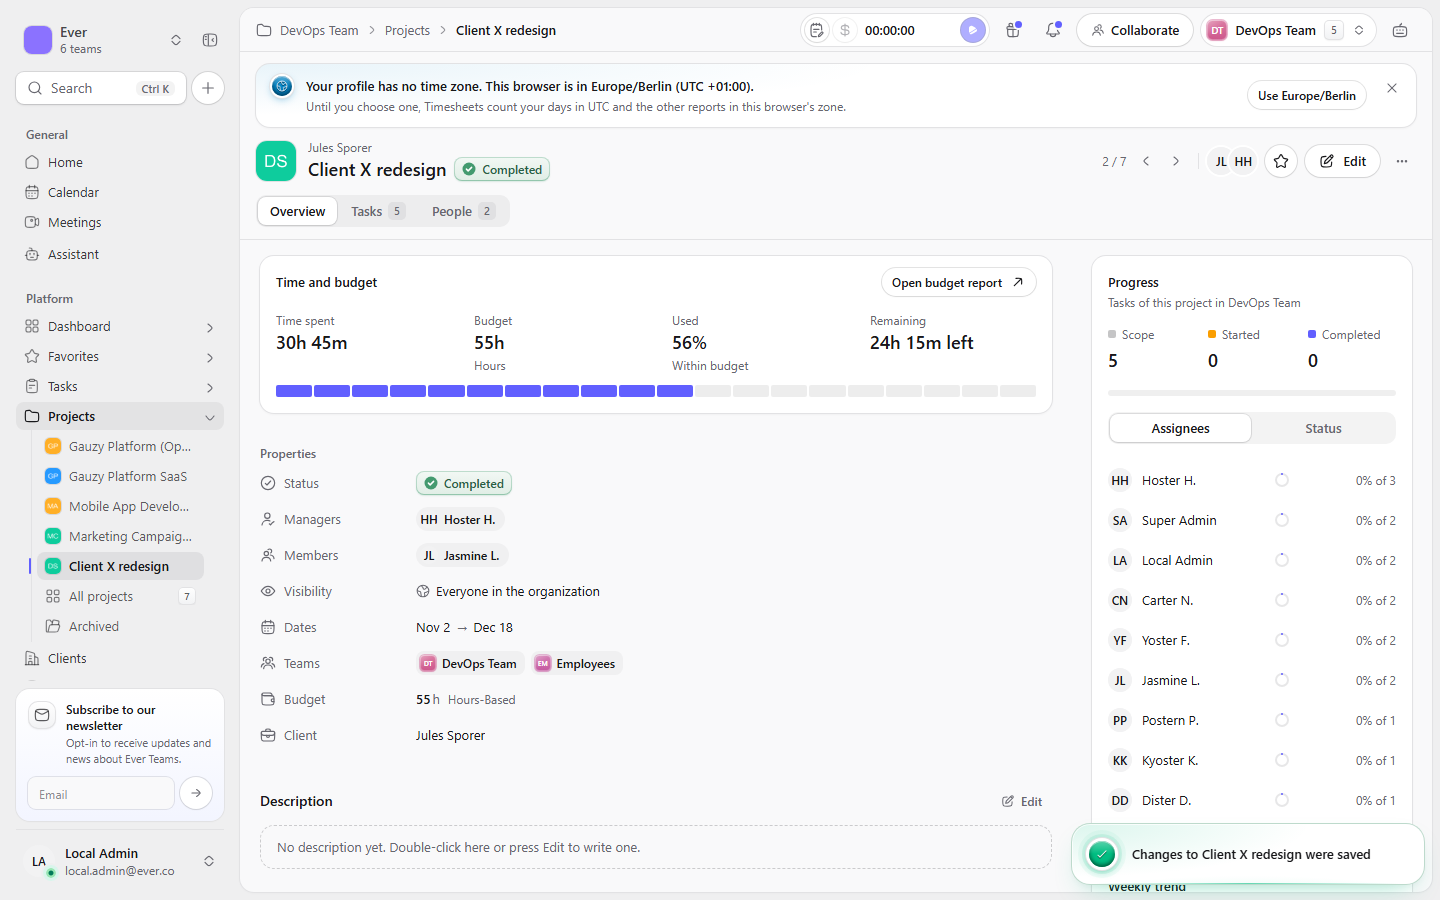 Ever
6 teams
Search
Ctrl K
General
Home
Calendar
Meetings
Assistant
Platform
Dashboard
Favorites
Tasks
Projects
GP Gauzy Platform (Op...
GP Gauzy Platform SaaS
MA Mobile App Develo...
MC Marketing Campaig...
DS Client X redesign
All projects 7
Archived
Clients
Subscribe to our
newsletter
Opt-in to receive updates and
news about Ever Teams.
Email
LA
Local Admin
local.admin@ever.co
DevOps Team
Projects
Client X redesign
$
00:00:00
Collaborate
DT DevOps Team 5
Your profile has no time zone. This browser is in Europe/Berlin (UTC +01:00).
Until you choose one, Timesheets count your days in UTC and the other reports in this browser's zone.
Use Europe/Berlin
DS
Jules Sporer
Client X redesign
Completed
2 / 7
JL HH
Edit
Overview
Tasks 5
People 2
Time and budget
Open budget report
Time spent
30h 45m
Budget
55h
Hours
Used
56%
Within budget
Remaining
24h 15m left
Properties
Status
Completed
Managers
HH Hoster H.
Members
JL Jasmine L.
Visibility
Everyone in the organization
Dates
Nov 2 → Dec 18
Teams
DT DevOps Team
EM Employees
Budget
55 h Hours-Based
Client
Jules Sporer
Description
Edit
No description yet. Double-click here or press Edit to write one.
Progress
Tasks of this project in DevOps Team
Scope
5
Started
0
Completed
0
Assignees
Status
HH Hoster H. 0% of 3
SA Super Admin 0% of 2
LA Local Admin 0% of 2
CN Carter N. 0% of 2
YF Yoster F. 0% of 2
JL Jasmine L. 0% of 2
PP Postern P. 0% of 1
KK Kyoster K. 0% of 1
DD Dister D. 0% of 1
Changes to Client X redesign were saved
Weekly trend